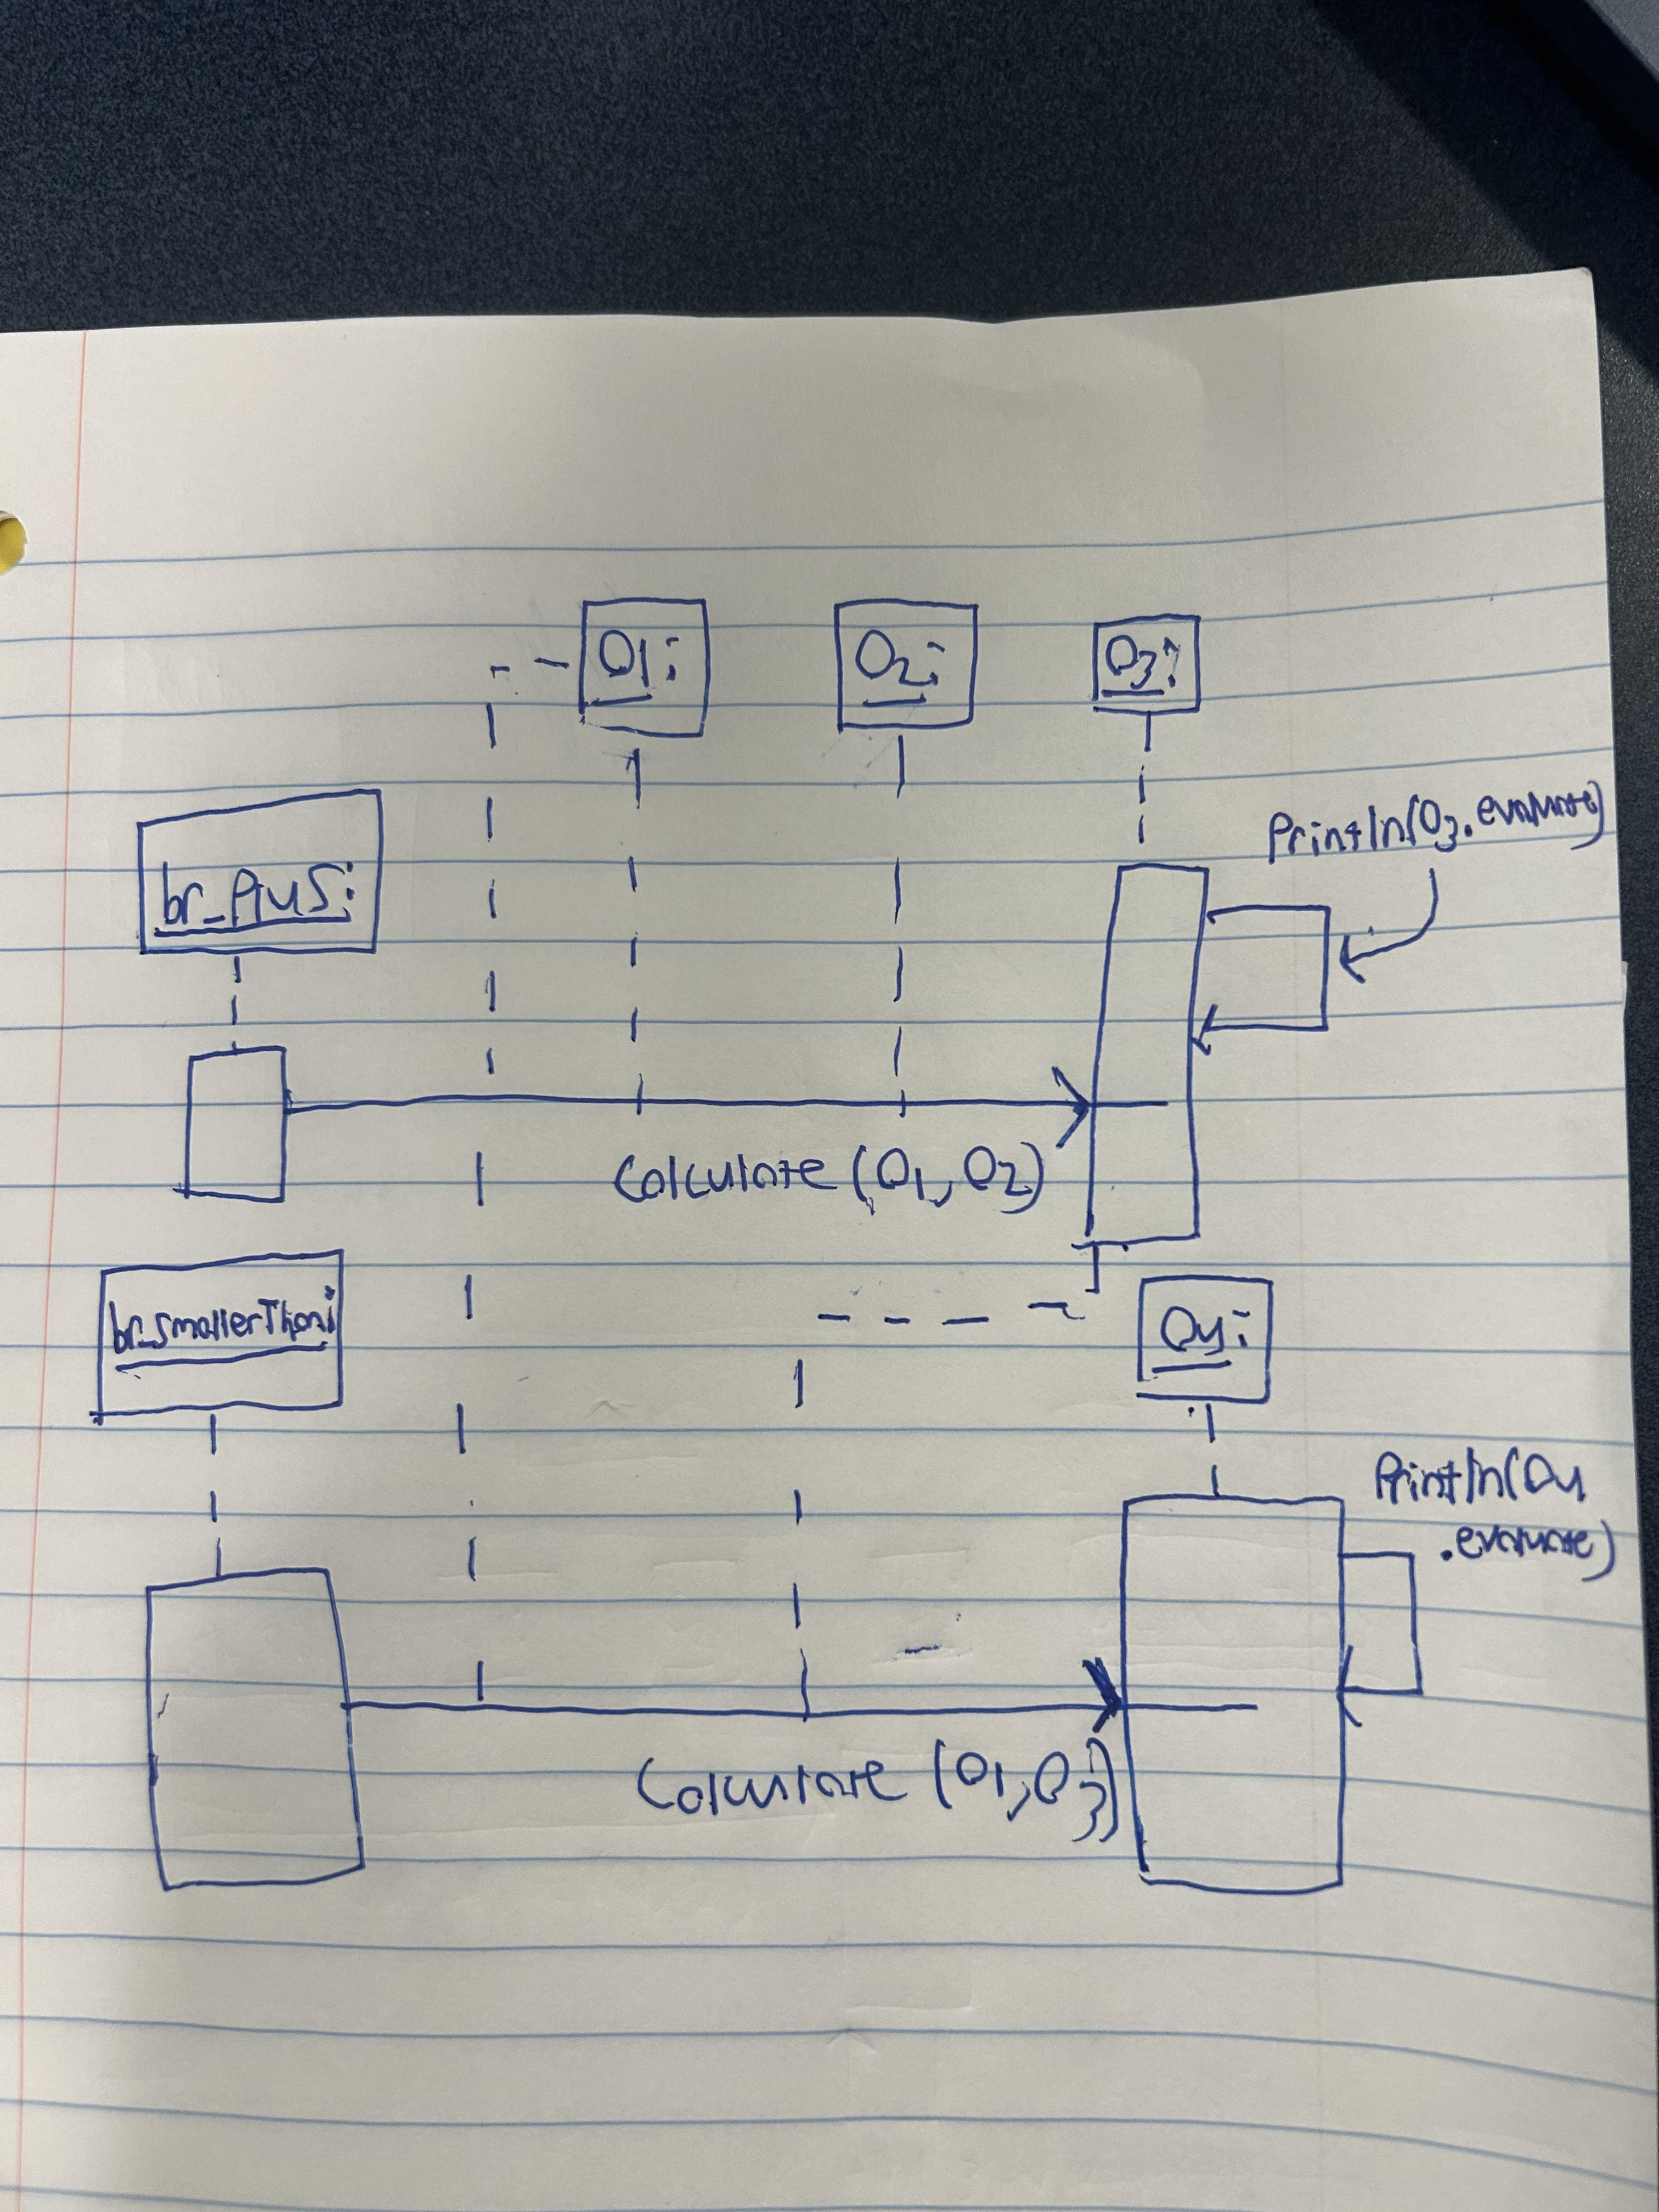 O1:
O2:
O3:
Println(O3.evaluate)
br_Plus:
Calculate (O1, O2)
br_smallerThan:
O4:
Println(O4
.evaluate)
Calculate (O1, O3)